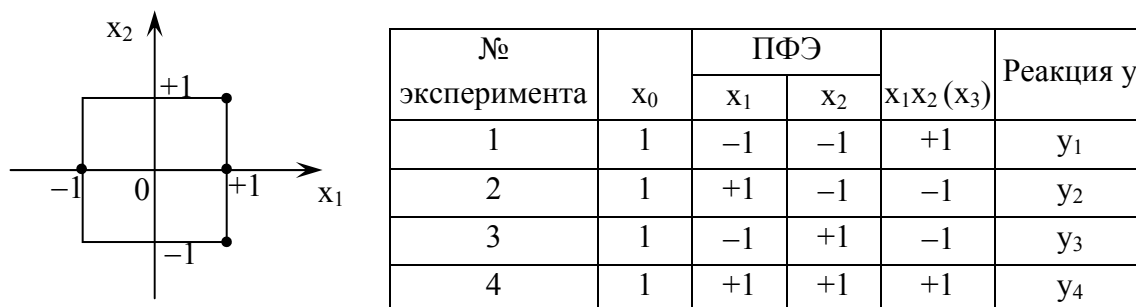 x₂
+1
−1
0
+1
x₁
−1
№ эксперимента
x₀
ПФЭ
x₁
x₂
x₁x₂ (x₃)
Реакция y
1 1 −1 −1 +1 y₁
2 1 +1 −1 −1 y₂
3 1 −1 +1 −1 y₃
4 1 +1 +1 +1 y₄